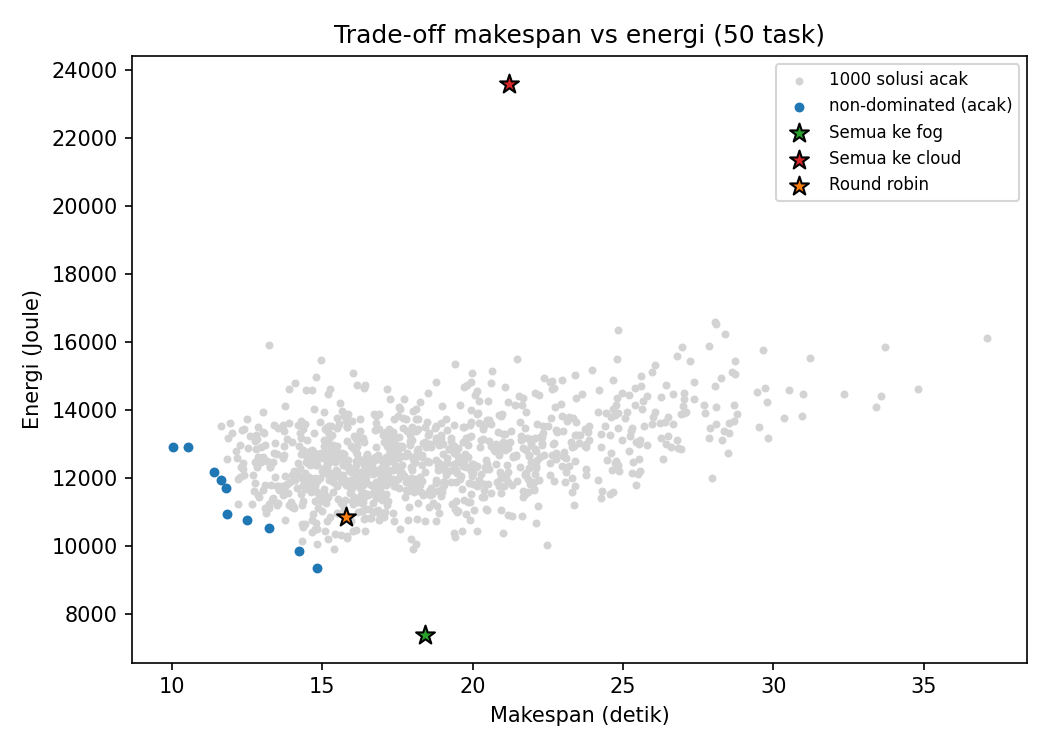 Trade-off makespan vs energi (50 task)
1000 solusi acak
non-dominated (acak)
Semua ke fog
Semua ke cloud
Round robin
Energi (Joule)
24000
22000
20000
18000
16000
14000
12000
10000
8000
10 15 20 25 30 35
Makespan (detik)